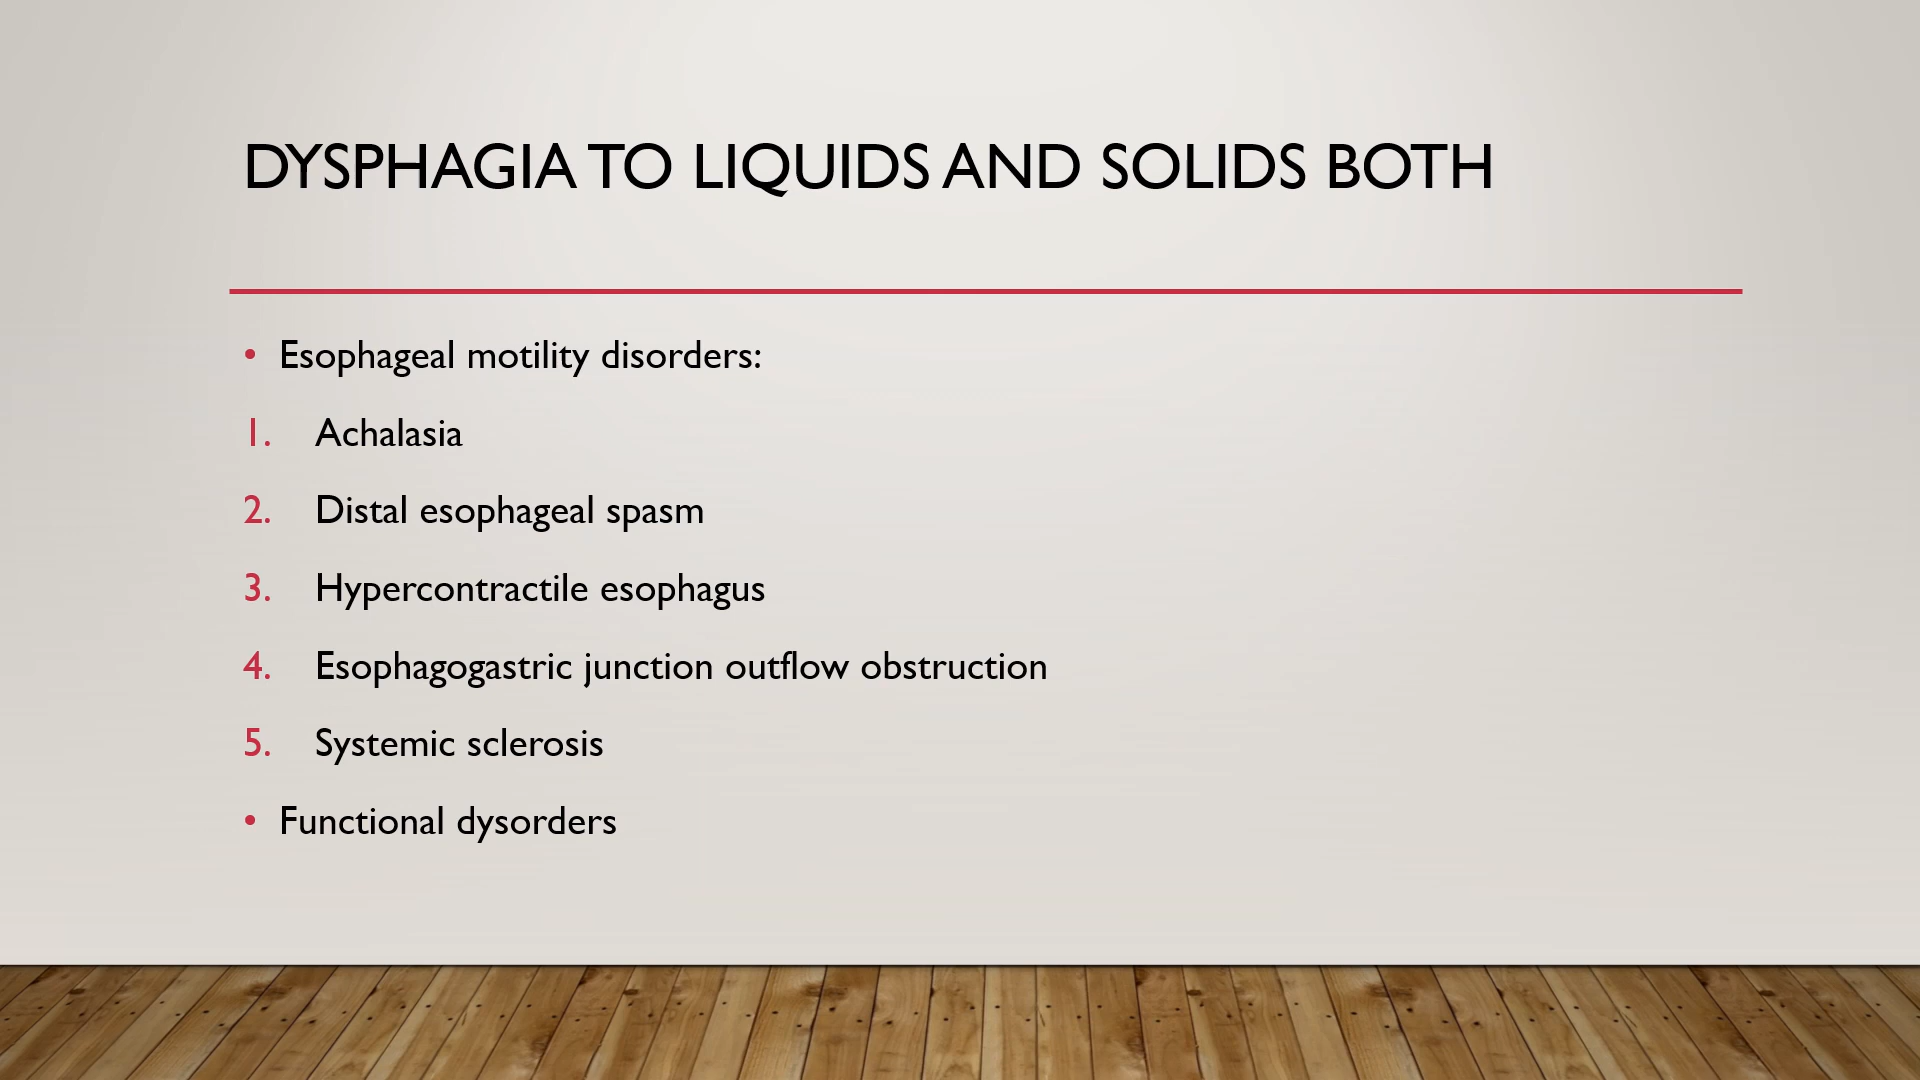 DYSPHAGIA TO LIQUIDS AND SOLIDS BOTH
• Esophageal motility disorders:
1. Achalasia
2. Distal esophageal spasm
3. Hypercontractile esophagus
4. Esophagogastric junction outflow obstruction
5. Systemic sclerosis
• Functional dysorders